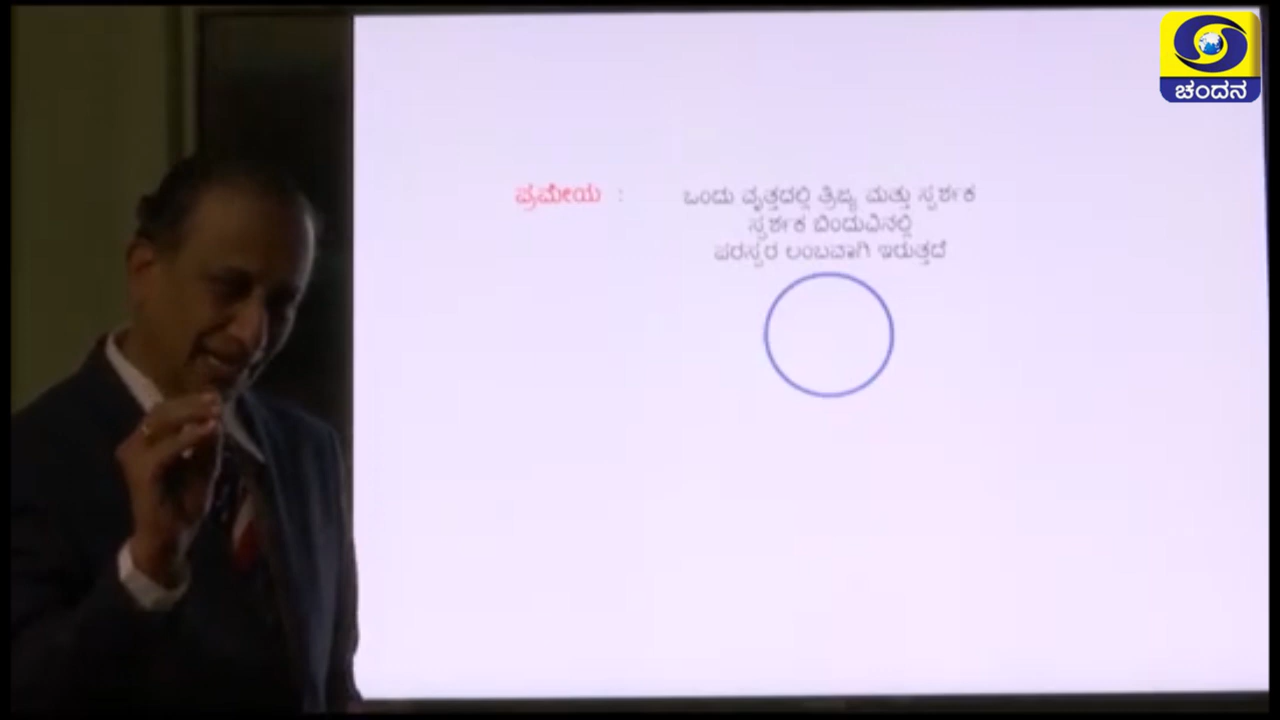 ಚಂದನ
ಪ್ರಮೇಯ : ಒಂದು ವೃತ್ತದಲ್ಲಿ ತ್ರಿಜ್ಯ ಮತ್ತು ಸ್ಪರ್ಶಕ
ಸ್ಪರ್ಶಕ ಬಿಂದುವಿನಲ್ಲಿ
ಪರಸ್ಪರ ಲಂಬವಾಗಿ ಇರುತ್ತದೆ